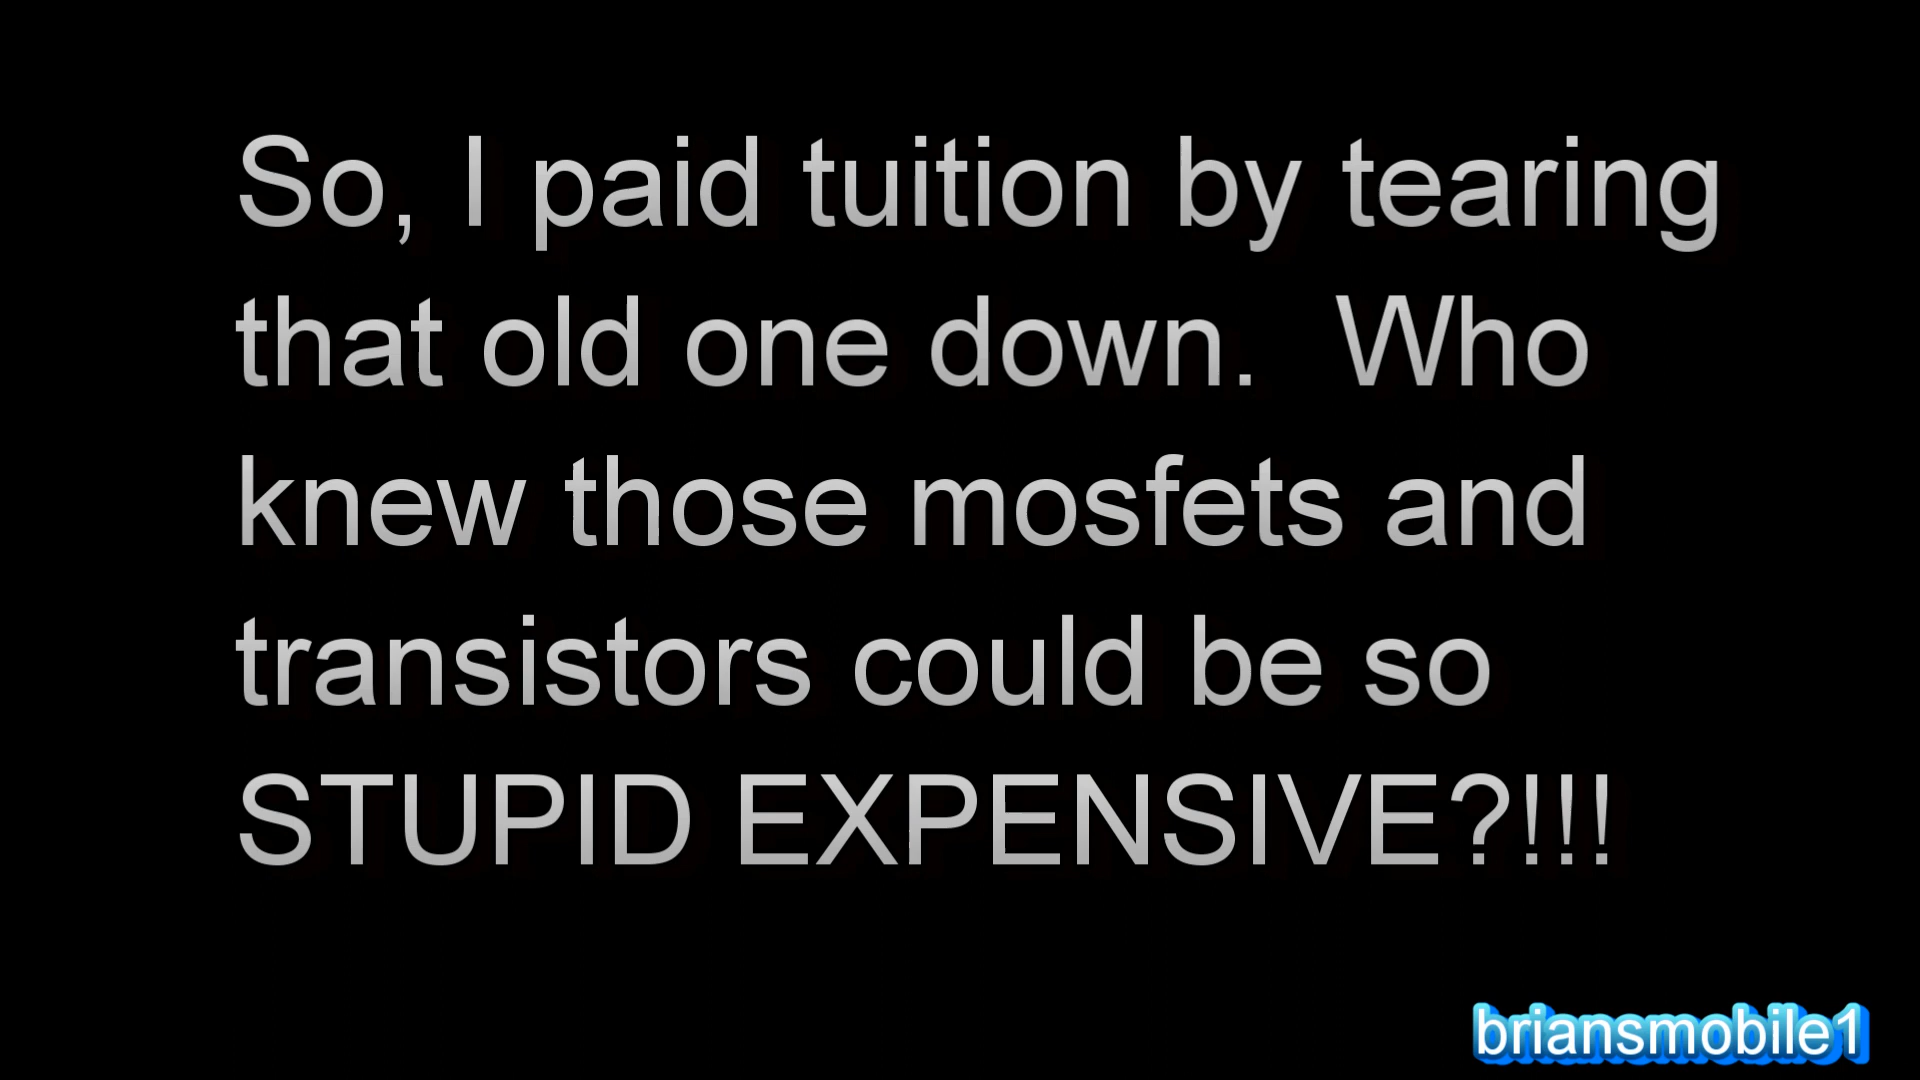 So, I paid tuition by tearing
that old one down.  Who
knew those mosfets and
transistors could be so
STUPID EXPENSIVE?!!!
briansmobile1